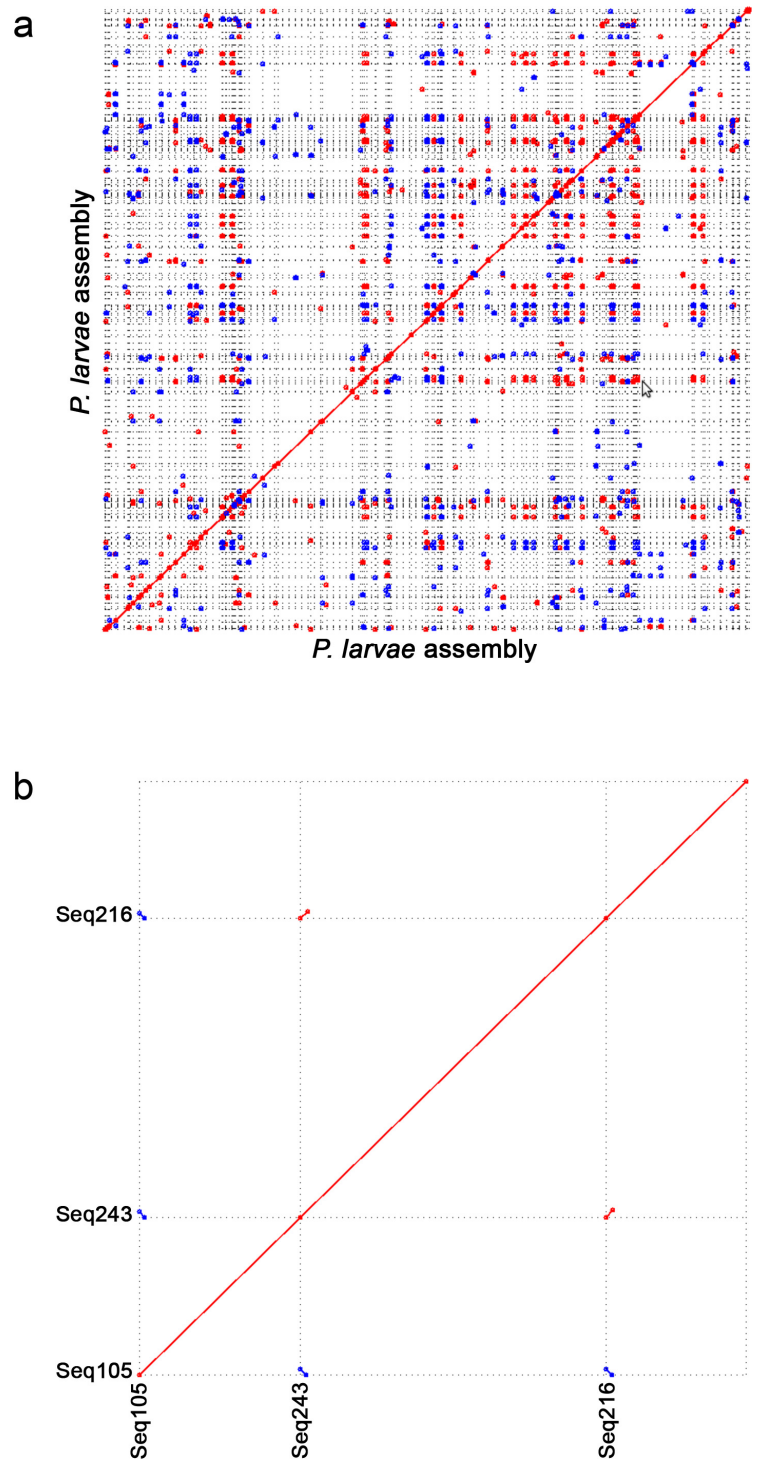 a
P. larvae assembly
P. larvae assembly
b
Seq216
Seq243
Seq105
Seq105
Seq243
Seq216